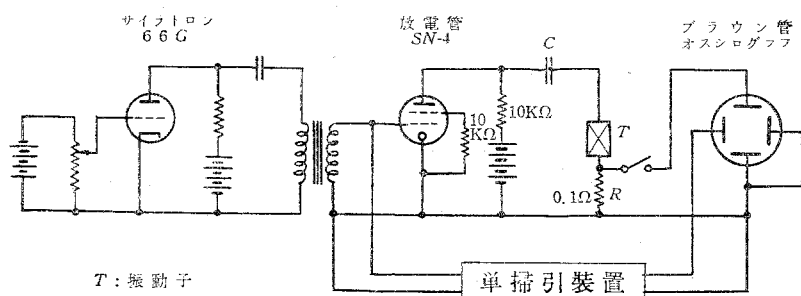 サイラトロン
66G
放電管
SN-4
ブラウン管
オスシログラフ
C
10KΩ
10
KΩ
T
0.1Ω R
T:振動子
単掃引装置